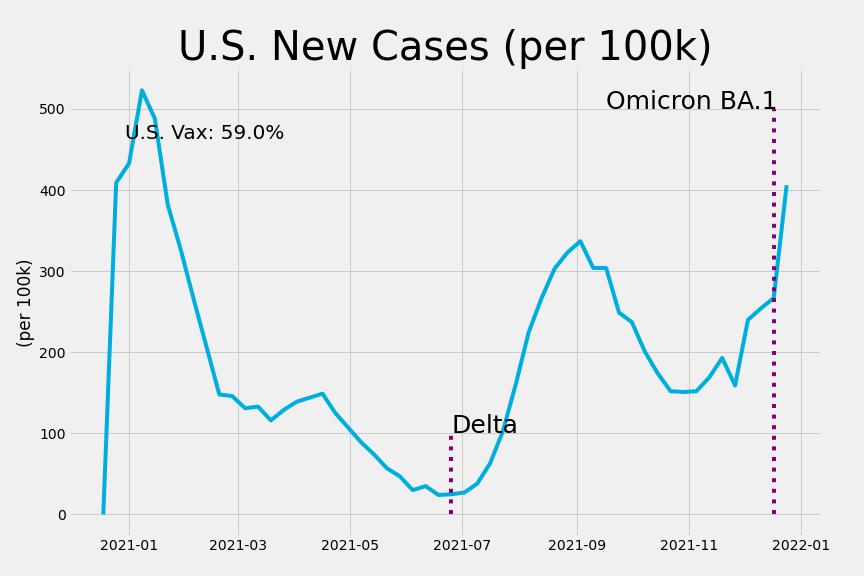 U.S. New Cases (per 100k)
Omicron BA.1
U.S. Vax: 59.0%
Delta
(per 100k)
500
400
300
200
100
0
2021-01
2021-03
2021-05
2021-07
2021-09
2021-11
2022-01